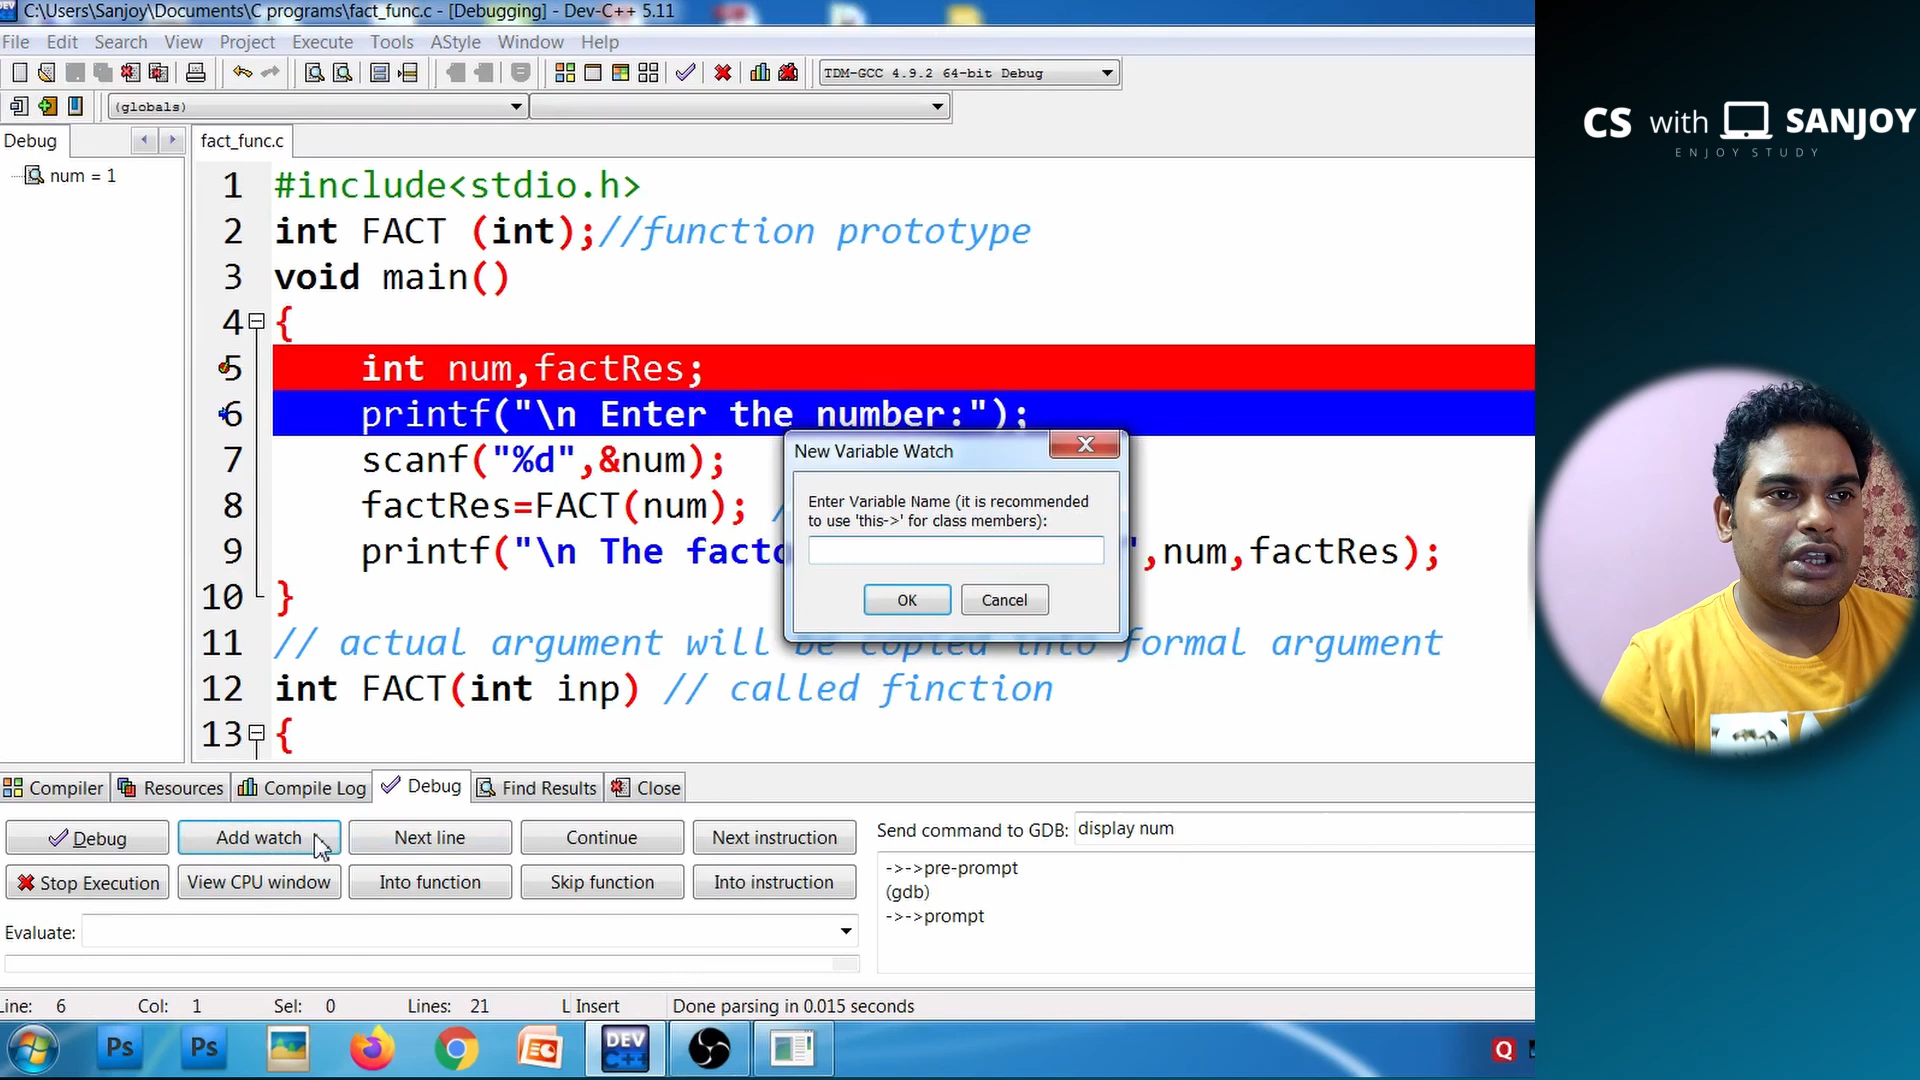 C:\Users\Sanjoy\Documents\C programs\fact_func.c - [Debugging] - Dev-C++ 5.11
File Edit Search View Project Execute Tools AStyle Window Help
TDM-GCC 4.9.2 64-bit Debug
(globals)
Debug
fact_func.c
num = 1
1 #include<stdio.h>
2 int FACT (int);//function prototype
3 void main()
4 {
5 int num,factRes;
6 printf("\n Enter the number:");
7 scanf("%d",&num);
8 factRes=FACT(num); /
9 printf("\n The facto ",num,factRes);
10 }
11 // actual argument will be copied into formal argument
12 int FACT(int inp) // called finction
13 {
New Variable Watch
Enter Variable Name (it is recommended
to use 'this->' for class members):
OK Cancel
Compiler Resources Compile Log Debug Find Results Close
Debug Add watch Next line Continue Next instruction
Stop Execution View CPU window Into function Skip function Into instruction
Evaluate:
Send command to GDB: display num
->->pre-prompt
(gdb)
->->prompt
Line: 6 Col: 1 Sel: 0 Lines: 21 L Insert Done parsing in 0.015 seconds
Ps Ps DEV C++ Q
CS with SANJOY
ENJOY STUDY